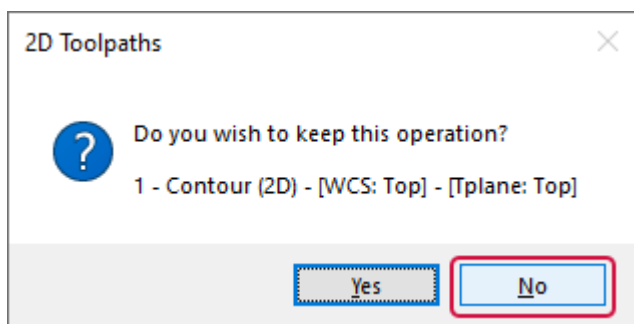 2D Toolpaths
?
Do you wish to keep this operation?
1 - Contour (2D) - [WCS: Top] - [Tplane: Top]
Yes
No